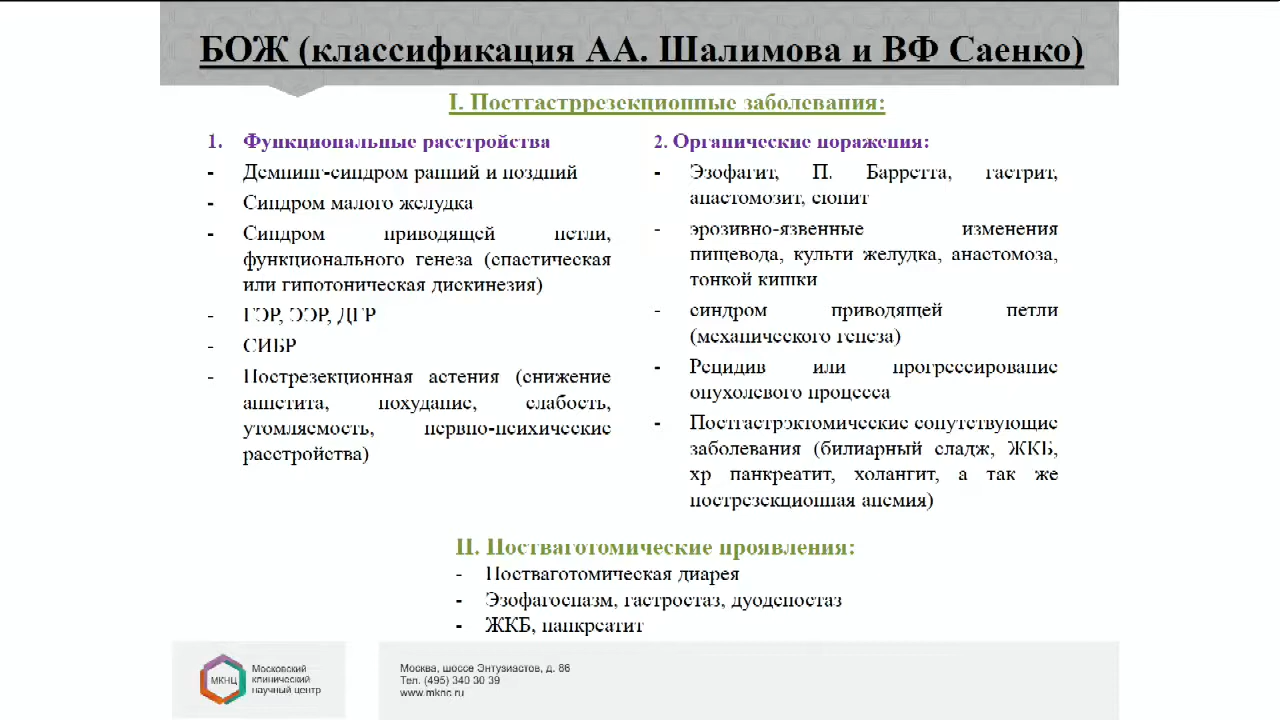 БОЖ (классификация АА. Шалимова и ВФ Саенко)
I. Постгастррезекционные заболевания:
1. Функциональные расстройства
- Демпинг-синдром ранний и поздний
- Синдром малого желудка
- Синдром приводящей петли,
функционального генеза (спастическая
или гипотоническая дискинезия)
- ГЭР, ЭЭР, ДГР
- СИБР
- Пострезекционная астения (снижение
аппетита, похудание, слабость,
утомляемость, нервно-психические
расстройства)
2. Органические поражения:
- Эзофагит, П. Барретта, гастрит,
анастомозит, еюнит
- эрозивно-язвенные изменения
пищевода, культи желудка, анастомоза,
тонкой кишки
- синдром приводящей петли
(механического генеза)
- Рецидив или прогрессирование
опухолевого процесса
- Постгастрэктомические сопутствующие
заболевания (билиарный сладж, ЖКБ,
хр панкреатит, холангит, а так же
пострезекционная анемия)
II. Постваготомические проявления:
- Постваготомическая диарея
- Эзофагоспазм, гастростаз, дуоденостаз
- ЖКБ, панкреатит
МКНЦ
Московский
клинический
научный центр
Москва, шоссе Энтузиастов, д. 86
Тел. (495) 340 30 39
www.mknc.ru